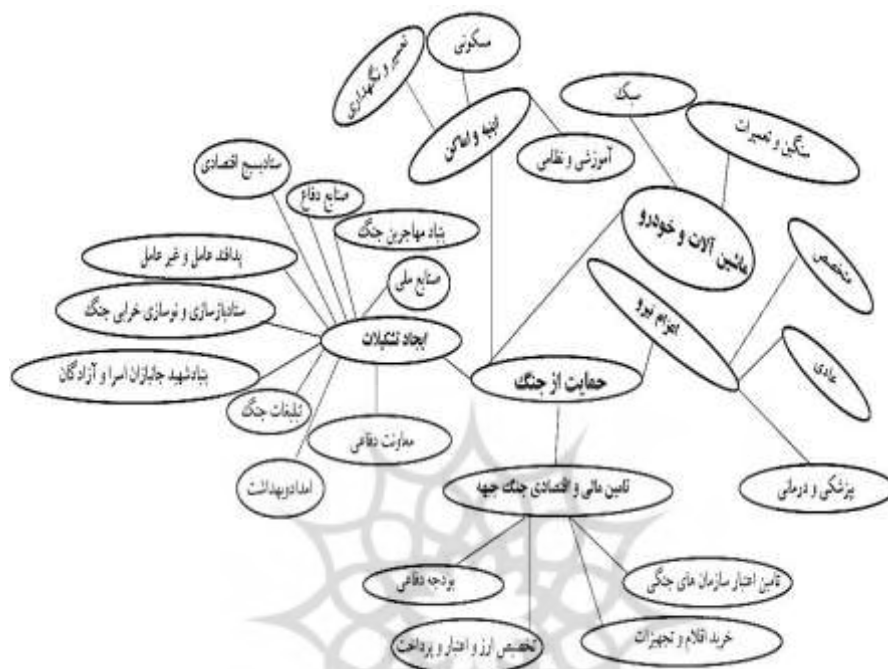 مسکونی
تعمیر و نگهداری
ابنیه و اماکن
آموزشی و نظامی
سبک
سنگین و تعمیرات
ماشین آلات و خودرو
متخصص
اعزام نیرو
عادی
پزشکی و درمانی
حمایت از جنگ
ستادبسیج اقتصادی
صنایع دفاع
بنیاد مهاجرین جنگ
پدافند عامل و غیر عامل
صنایع ملی
ستادبازسازی و نوسازی خرابی جنگ
ایجاد تشکیلات
بنیادشهید جانبازان اسرا و آزادگان
تبلیغات جنگ
معاونت دفاعی
امدادوبهداشت
تامین مالی و اقتصادی جنگ جبهه
تامین اعتبار سازمان های جنگی
بودجه دفاعی
خرید اقلام و تجهیزات
تخصیص ارز و اعتبار و پرداخت